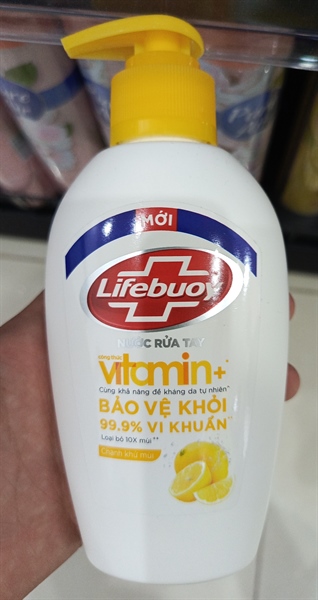 MỚI
Lifebuoy
NƯỚC RỬA TAY
vitamin+
Cùng khả năng đề kháng da tự nhiên*
BẢO VỆ KHỎI
99.9% VI KHUẨN**
Loại bỏ 10X mùi
Chanh khử mùi